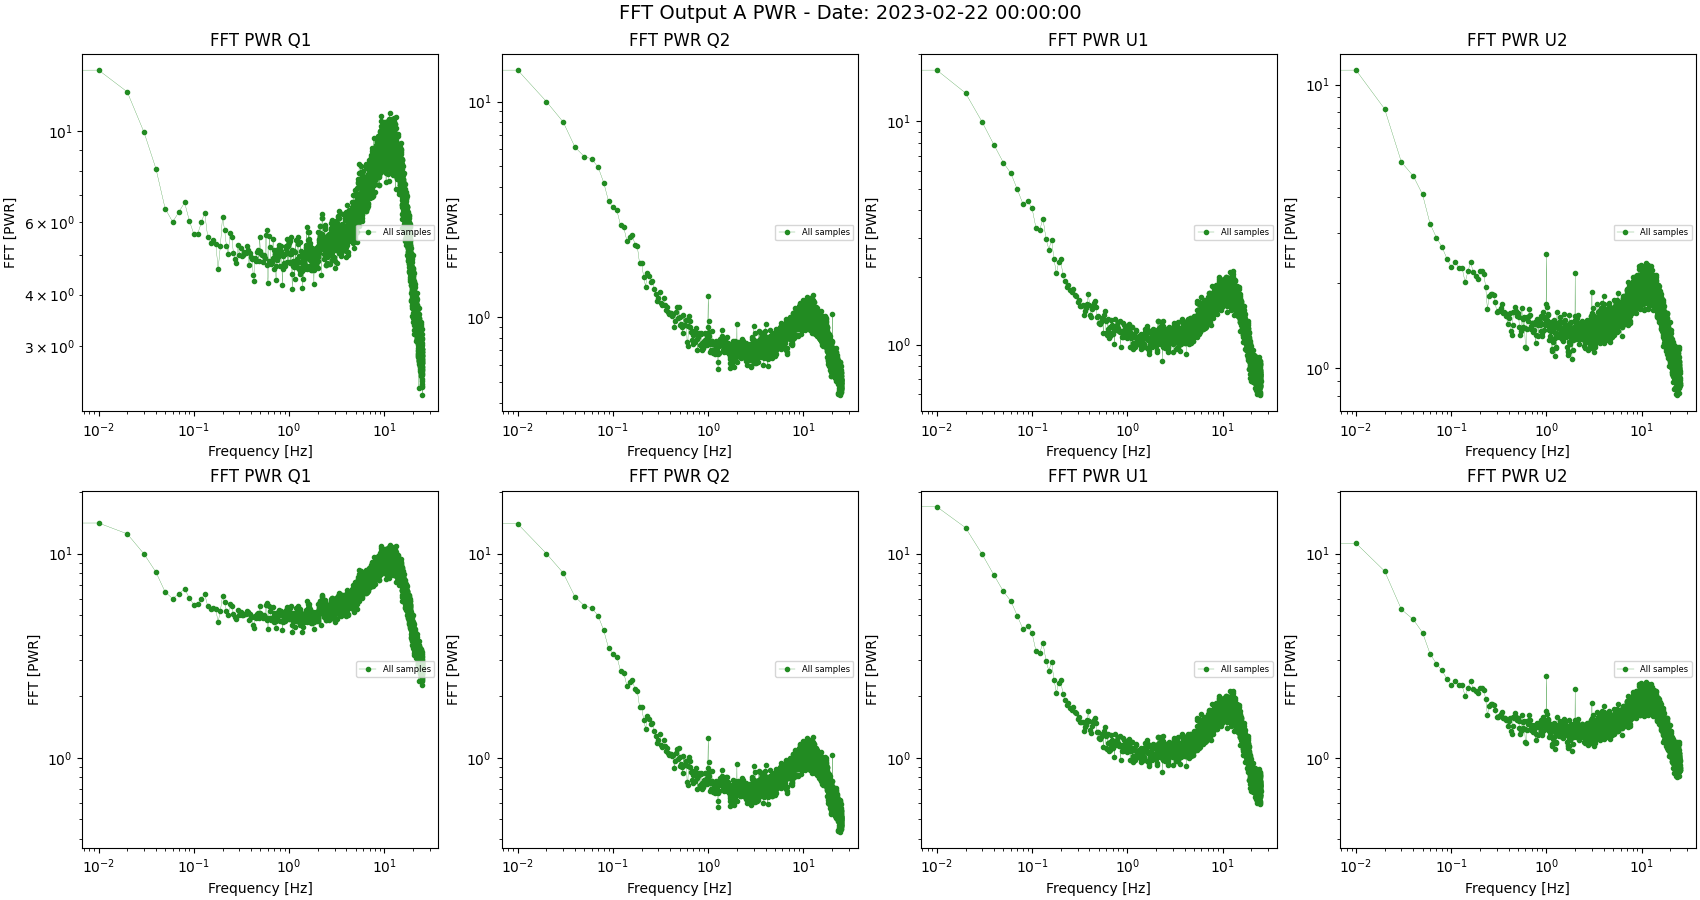 FFT Output A PWR - Date: 2023-02-22 00:00:00
FFT PWR Q1
FFT [PWR]
10¹
6 × 10⁰
4 × 10⁰
3 × 10⁰
All samples
10⁻² 10⁻¹ 10⁰ 10¹
Frequency [Hz]
FFT PWR Q2
FFT [PWR]
10¹
10⁰
All samples
10⁻² 10⁻¹ 10⁰ 10¹
Frequency [Hz]
FFT PWR U1
FFT [PWR]
10¹
10⁰
All samples
10⁻² 10⁻¹ 10⁰ 10¹
Frequency [Hz]
FFT PWR U2
FFT [PWR]
10¹
10⁰
All samples
10⁻² 10⁻¹ 10⁰ 10¹
Frequency [Hz]
FFT PWR Q1
FFT [PWR]
10¹
10⁰
All samples
10⁻² 10⁻¹ 10⁰ 10¹
Frequency [Hz]
FFT PWR Q2
FFT [PWR]
10¹
10⁰
All samples
10⁻² 10⁻¹ 10⁰ 10¹
Frequency [Hz]
FFT PWR U1
FFT [PWR]
10¹
10⁰
All samples
10⁻² 10⁻¹ 10⁰ 10¹
Frequency [Hz]
FFT PWR U2
FFT [PWR]
10¹
10⁰
All samples
10⁻² 10⁻¹ 10⁰ 10¹
Frequency [Hz]